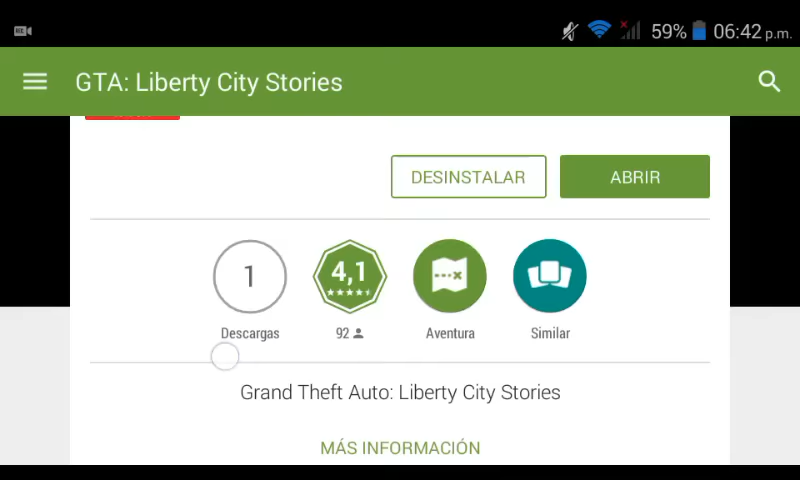 59% 06:42 p.m.
GTA: Liberty City Stories
DESINSTALAR ABRIR
1 4,1
Descargas 92 Aventura Similar
Grand Theft Auto: Liberty City Stories
MÁS INFORMACIÓN